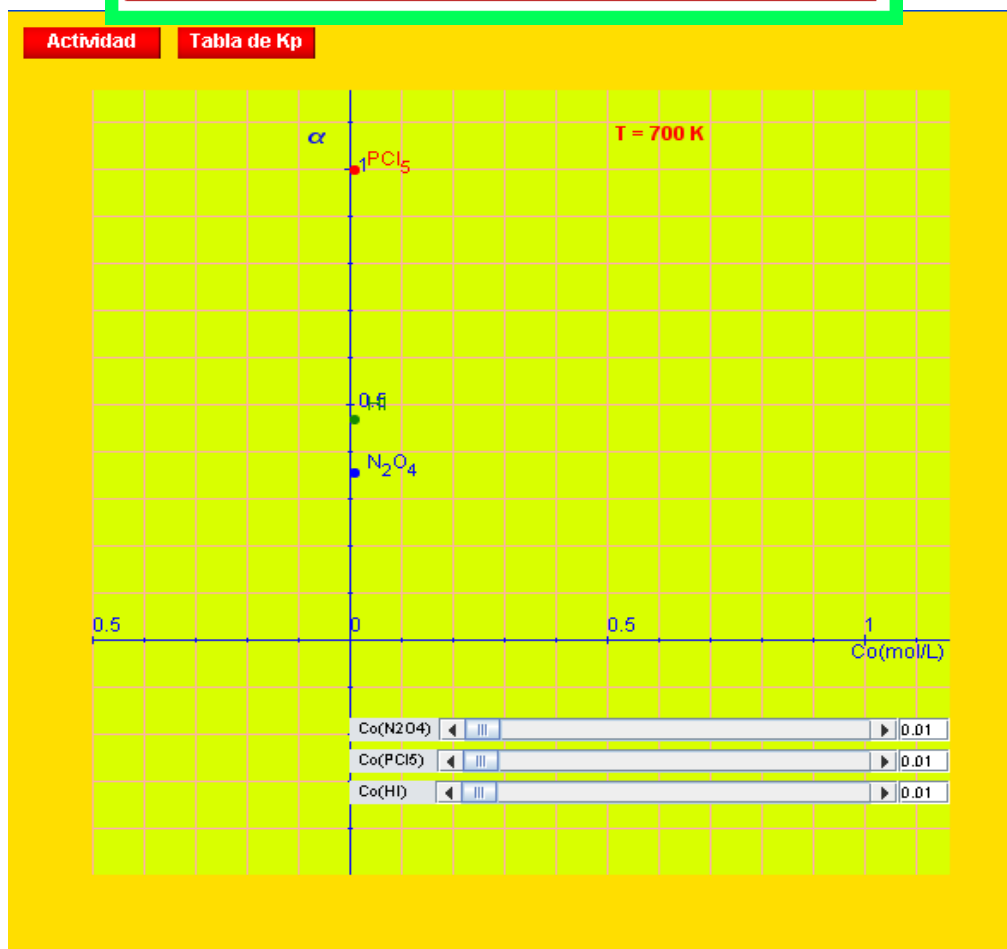 Actividad Tabla de Kp
α T = 700 K
1 PCl₅
0.5
N₂O₄
0.5 0 0.5 1
Co(mol/L)
Co(N2O4) 0.01
Co(PCl5) 0.01
Co(HI) 0.01